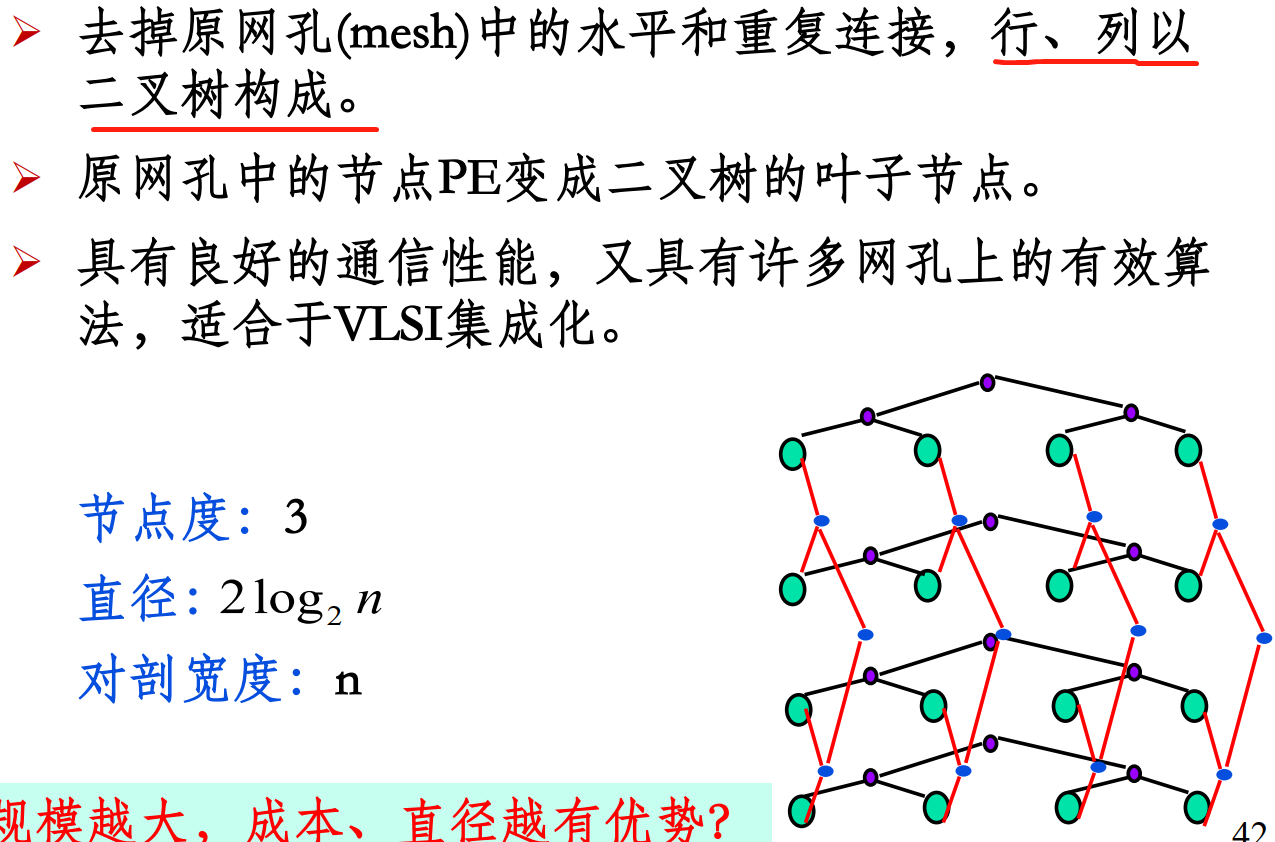 去掉原网孔(mesh)中的水平和重复连接，行、列以
二叉树构成。
原网孔中的节点PE变成二叉树的叶子节点。
具有良好的通信性能，又具有许多网孔上的有效算
法，适合于VLSI集成化。
节点度：3
直径：2log₂ n
对剖宽度：n
规模越大，成本、直径越有优势？
42